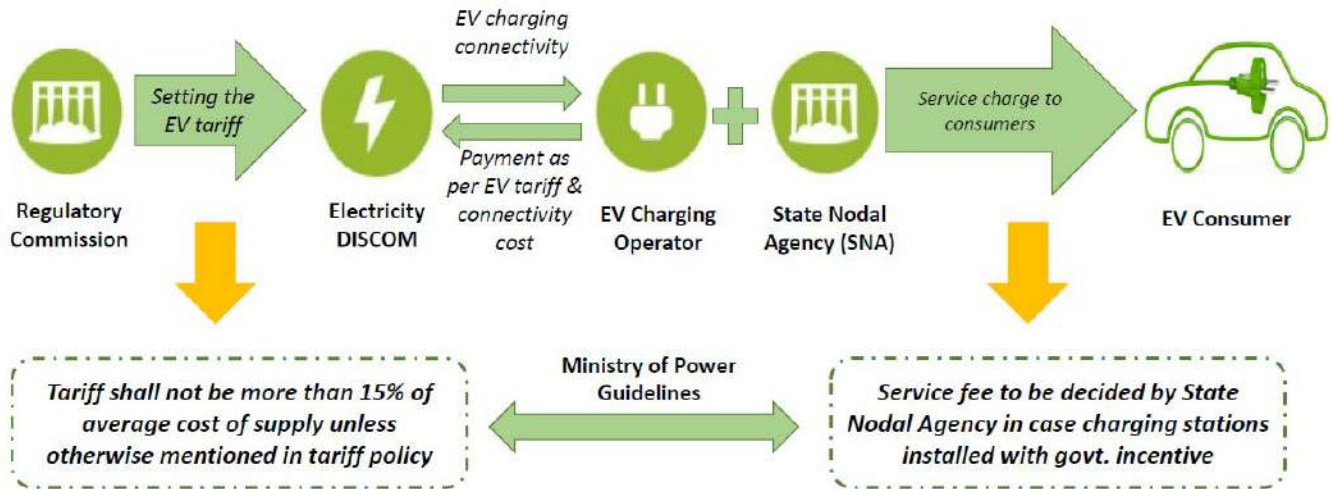 EV charging
connectivity
Setting the
EV tariff
Service charge to
consumers
Payment as
per EV tariff &
connectivity
cost
Regulatory
Commission
Electricity
DISCOM
EV Charging
Operator
State Nodal
Agency (SNA)
EV Consumer
Ministry of Power
Guidelines
Tariff shall not be more than 15% of
average cost of supply unless
otherwise mentioned in tariff policy
Service fee to be decided by State
Nodal Agency in case charging stations
installed with govt. incentive